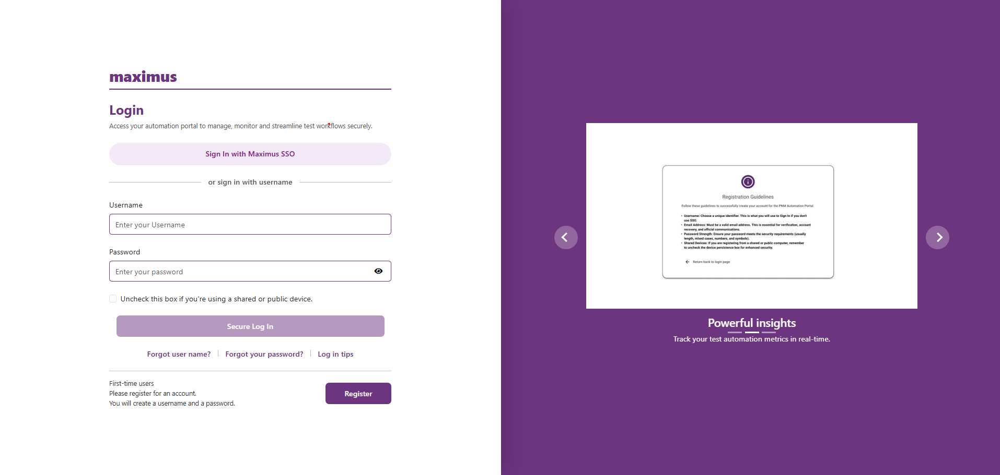 maximus
Login
Access your automation portal to manage, monitor and streamline test workflows securely.
Sign In with Maximus SSO
or sign in with username
Username
Enter your Username
Password
Enter your password
Uncheck this box if you're using a shared or public device.
Secure Log In
Forgot user name?
Forgot your password?
Log in tips
First-time users
Please register for an account.
You will create a username and a password.
Register
Registration Guidelines
Follow these guidelines to successfully create your account for the PNM Automation Portal.
• Username: Choose a unique identifier. This is what you will use to Sign In if you don't
use SSO.
• Email Address: Must be a valid email address. This is essential for verification, account
recovery, and official communications.
• Password Strength: Ensure your password meets the security requirements (usually
length, mixed cases, numbers, and symbols).
• Shared Devices: If you are registering from a shared or public computer, remember
to uncheck the device persistence box for enhanced security.
Return back to login page
Powerful insights
Track your test automation metrics in real-time.